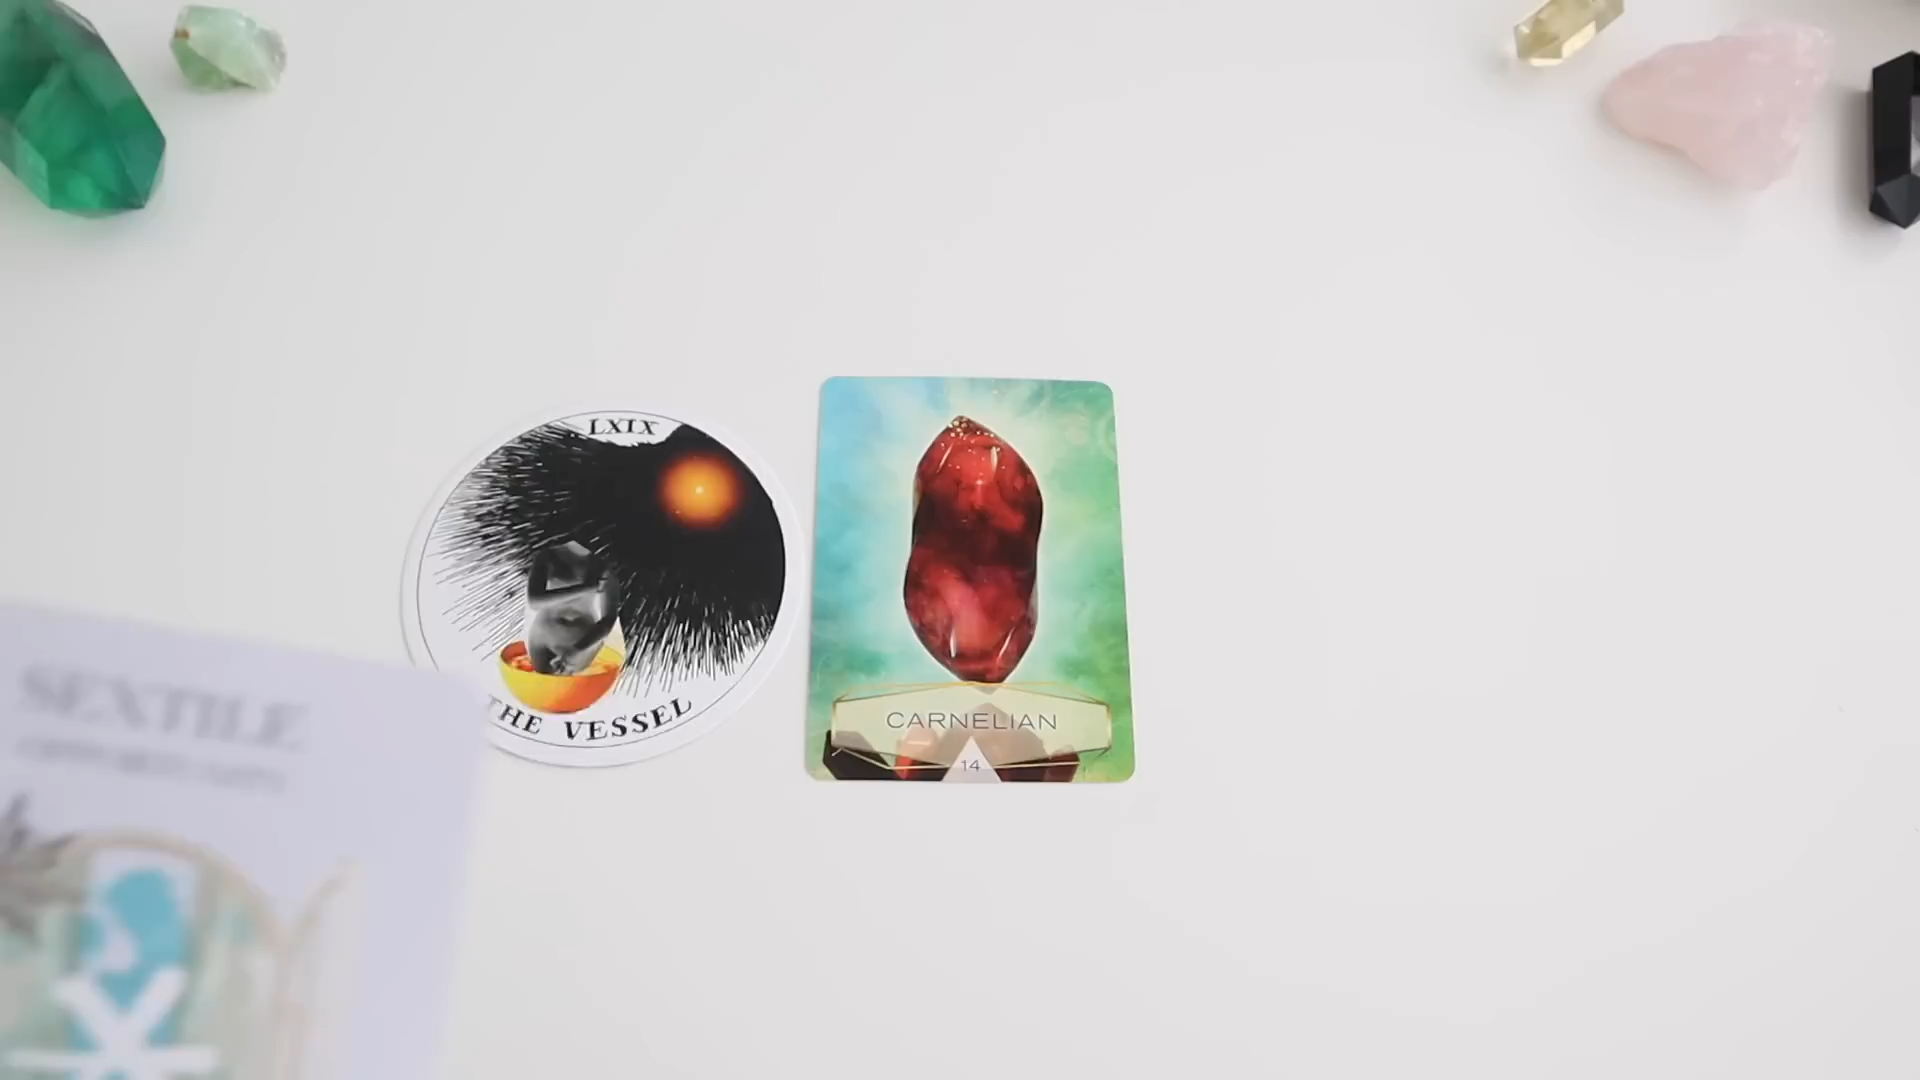 LXIX
THE VESSEL
CARNELIAN
14
SEXTILE